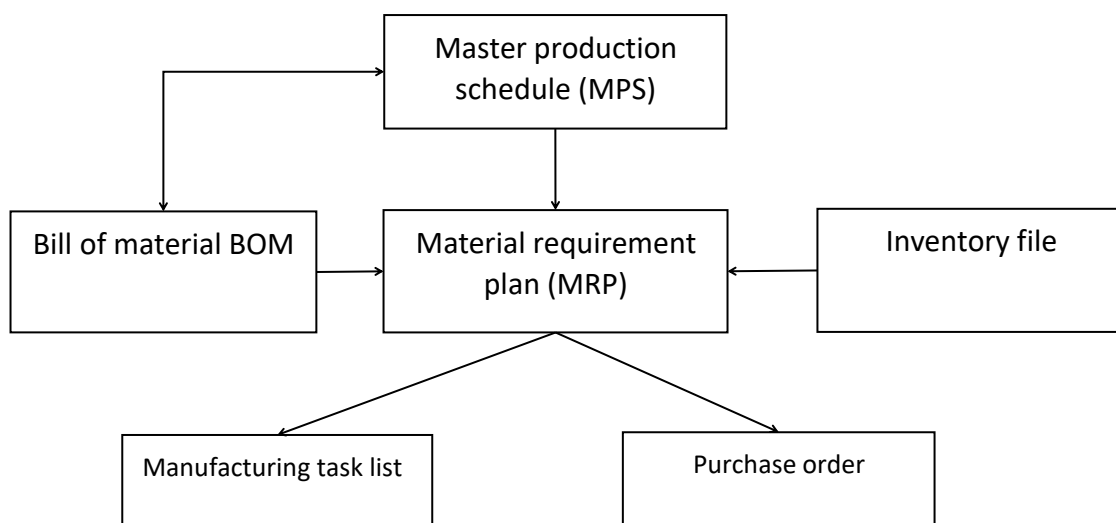 Master production
schedule (MPS)
Bill of material BOM
Material requirement
plan (MRP)
Inventory file
Manufacturing task list
Purchase order